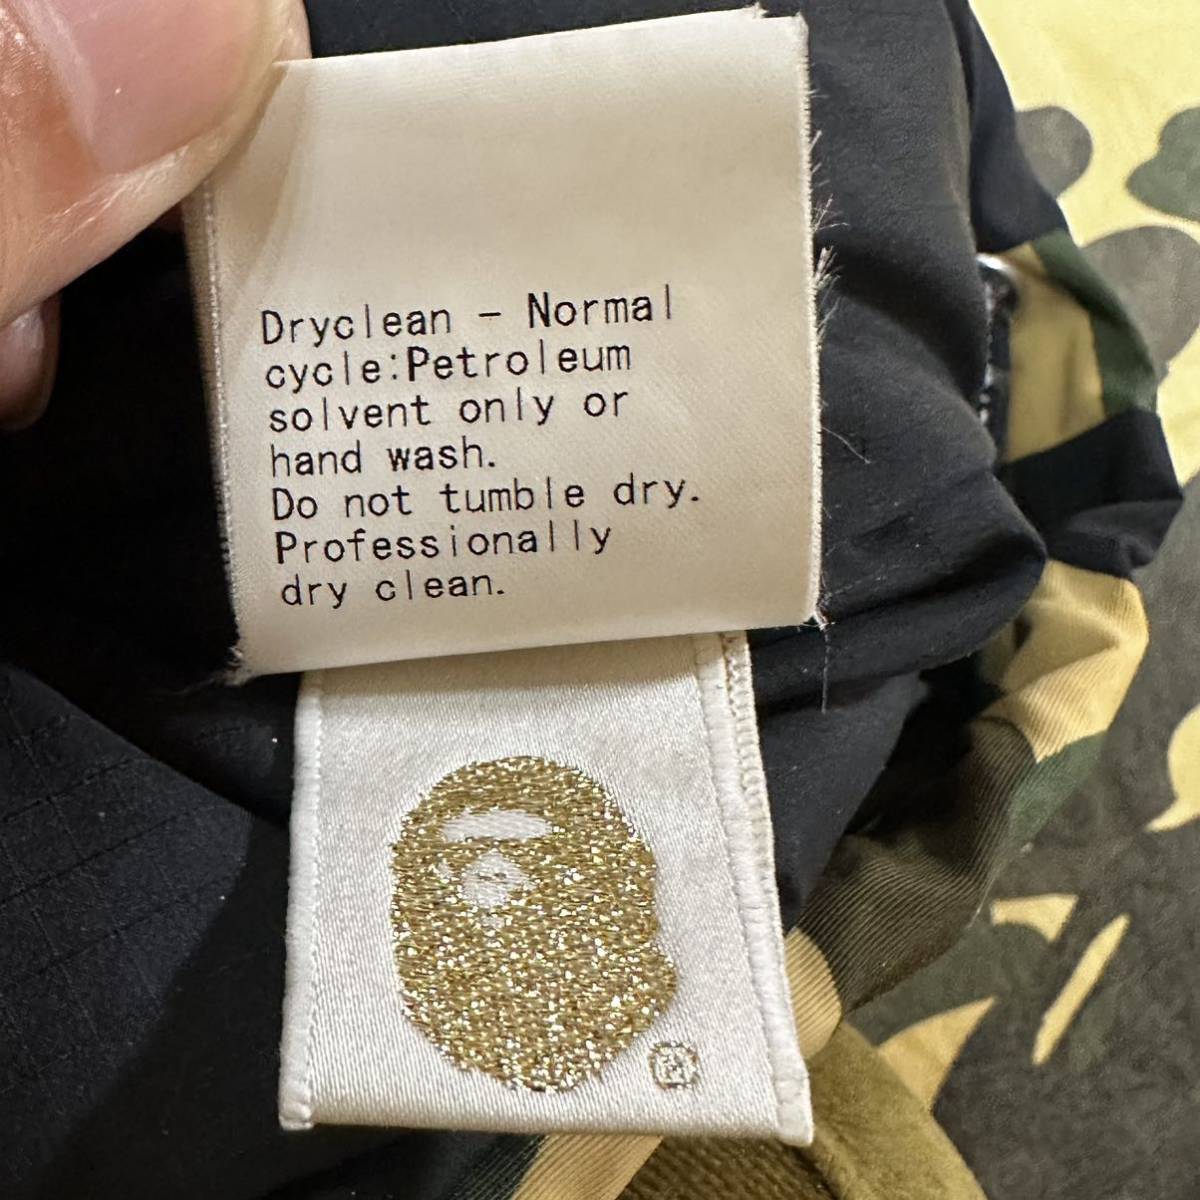 Dryclean - Normal
cycle:Petroleum
solvent only or
hand wash.
Do not tumble dry.
Professionally
dry clean.